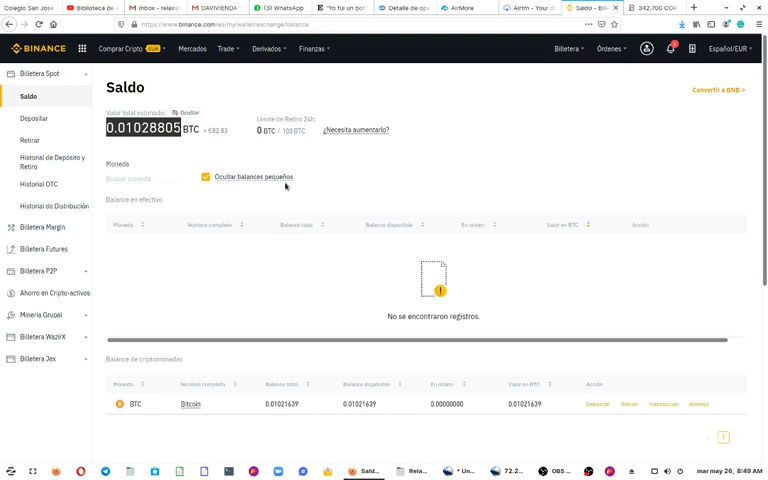 Colegio San José
Biblioteca de
Inbox - relaxso
DAVIVIENDA -
(3) WhatsApp
"Yo fui un bot"
Detalle de ope
AirMore
Airtm - Your do
Saldo - Bin
342,700 COP
https://www.binance.com/es/my/wallet/exchange/balance
BINANCE
Comprar Cripto
EUR
Mercados
Trade
Derivados
Finanzas
Billetera
Órdenes
Español/EUR
Billetera Spot
Saldo
Depositar
Retirar
Historial de Depósito y
Retiro
Historial OTC
Historial de Distribución
Billetera Margin
Billetera Futures
Billetera P2P
Ahorro en Cripto-activos
Minería Grupal
Billetera WazirX
Billetera Jex
Saldo
Convertir a BNB »
Valor total estimado:
Ocultar
0.01028805 BTC ≈ €82.83
Límite de Retiro 24h:
0 BTC / 100 BTC
¿Necesita aumentarlo?
Moneda
Buscar moneda
Ocultar balances pequeños
Balance en efectivo
Moneda
Nombre completo
Balance total
Balance disponible
En orden:
Valor en BTC
Acción
No se encontraron registros.
Balance de criptomonedas
Moneda
Nombre completo
Balance total
Balance disponible
En orden:
Valor en BTC
Acción
BTC
Bitcoin
0.01021639
0.01021639
0.00000000
0.01021639
Depositar
Retirar
Transacción
Ahorros
1
Sald...
Rela...
* Un...
72.2...
OBS ...
mar may 26, 8:49 AM